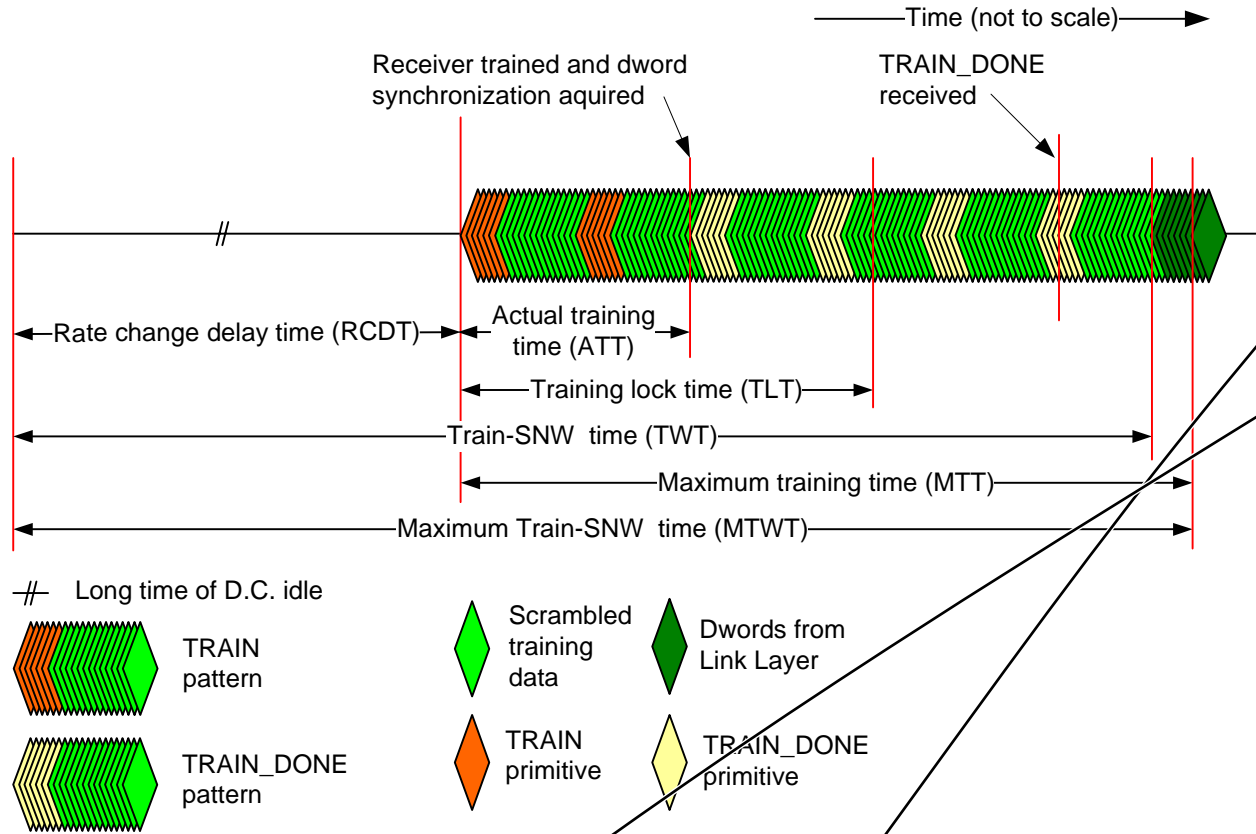 Time (not to scale)
Receiver trained and dword
synchronization aquired
TRAIN_DONE
received
Rate change delay time (RCDT)
Actual training
time (ATT)
Training lock time (TLT)
Train-SNW time (TWT)
Maximum training time (MTT)
Maximum Train-SNW time (MTWT)
Long time of D.C. idle
TRAIN
pattern
Scrambled
training
data
Dwords from
Link Layer
TRAIN_DONE
pattern
TRAIN
primitive
TRAIN_DONE
primitive